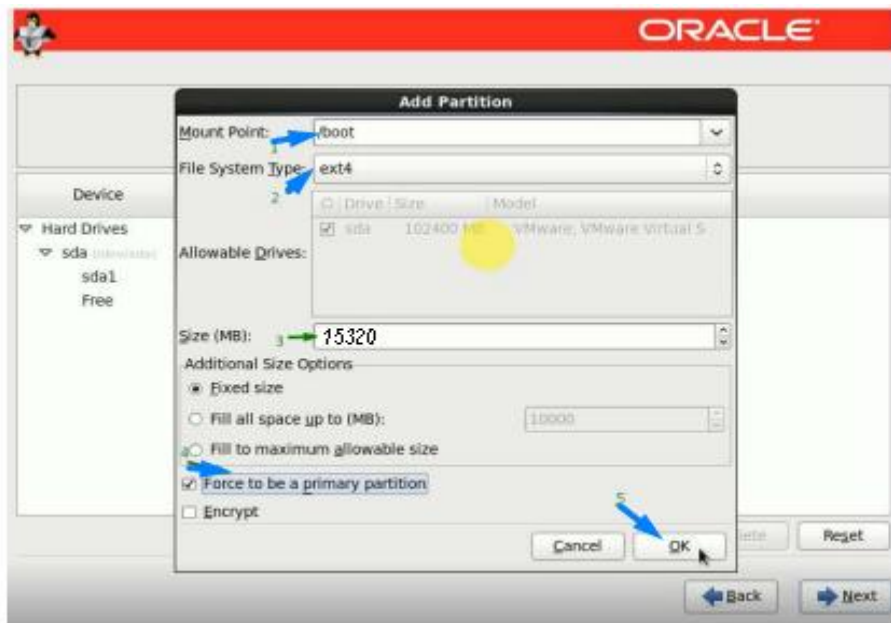 ORACLE
Add Partition
Mount Point: /boot
1
File System Type: ext4
2
Device
Drive Size Model
Hard Drives
sda 102400 MB VMware, VMware Virtual S
sda
Allowable Drives:
sda1
Free
Size (MB): 3 15320
Additional Size Options
Fixed size
Fill all space up to (MB): 10000
Fill to maximum allowable size
Force to be a primary partition
5
Encrypt
Cancel OK Reset
Back Next